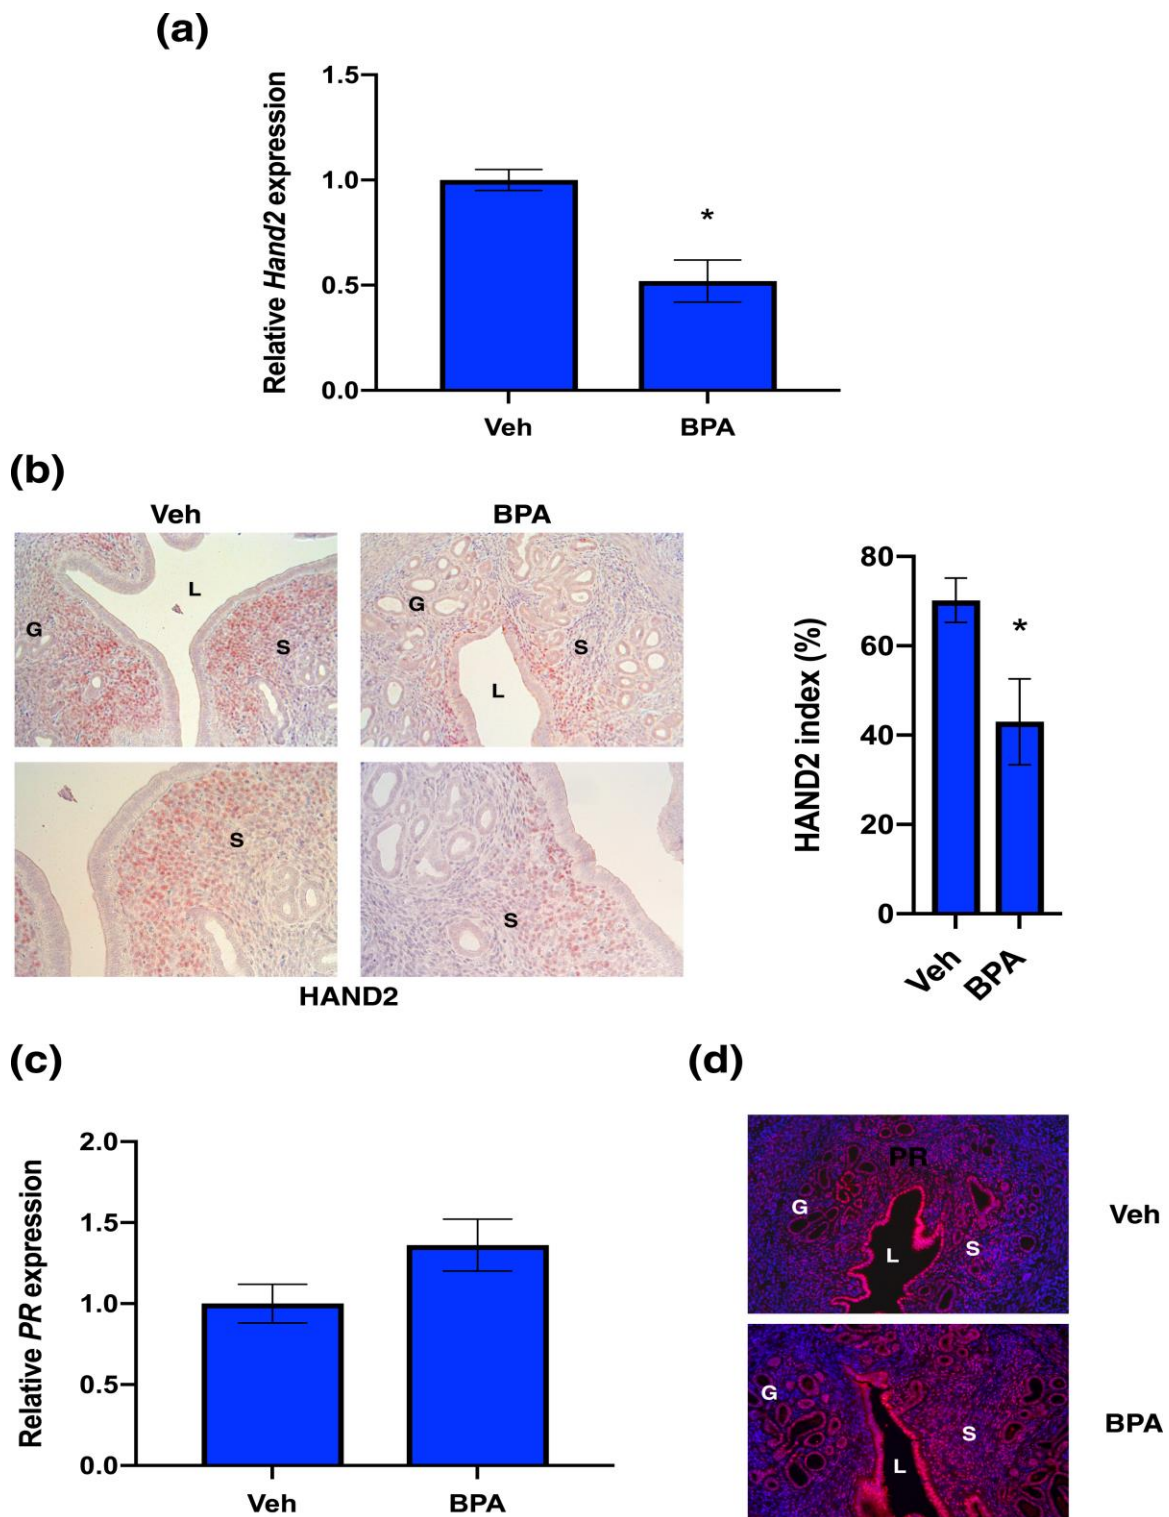 (a)
1.5
1.0
0.5
0.0
Relative Hand2 expression
*
Veh
BPA
(b)
Veh
BPA
L
G
S
G
S
L
S
S
HAND2
80
60
40
20
0
HAND2 index (%)
*
Veh
BPA
(c)
2.0
1.5
1.0
0.5
0.0
Relative PR expression
Veh
BPA
(d)
PR
G
S
L
Veh
G
S
L
BPA